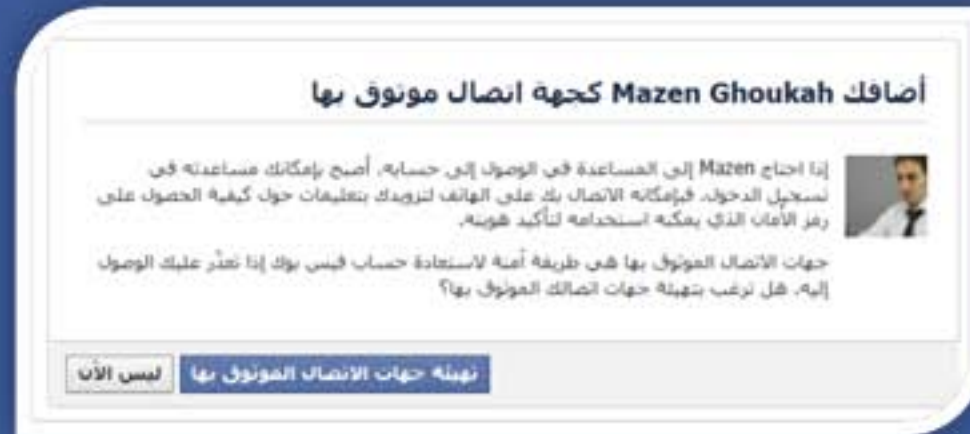 أضافك Mazen Ghoukah كجهة اتصال موثوق بها
إذا احتاج Mazen إلى المساعدة في الوصول إلى حسابه، أصبح بإمكانك مساعدته في
تسجيل الدخول. فبإمكانه الاتصال بك على الهاتف لتزويدك بتعليمات حول كيفية الحصول على
رمز الأمان الذي يمكنه استخدامه لتأكيد هويته.
جهات الاتصال الموثوق بها هي طريقة آمنة لاستعادة حساب فيس بوك إذا تعذّر عليك الوصول
إليه. هل ترغب بتهيئة جهات اتصالك الموثوق بها؟
تهيئة جهات الاتصال الموثوق بها ليس الآن